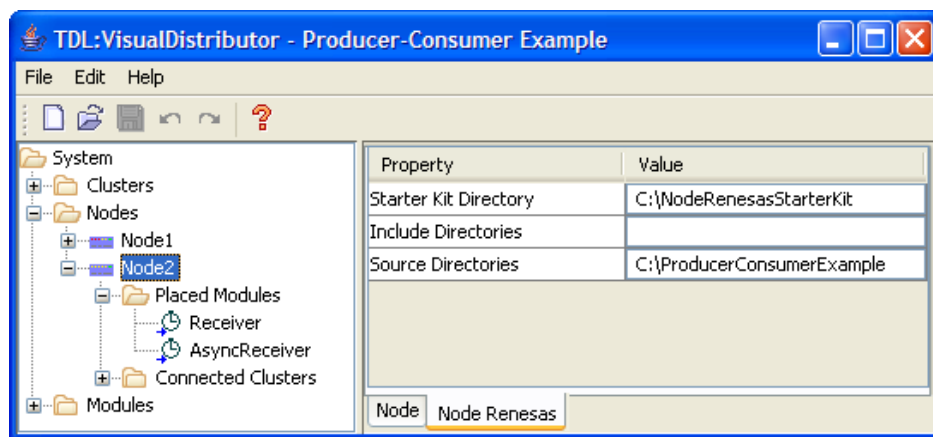 TDL:VisualDistributor - Producer-Consumer Example
File Edit Help
System
Clusters
Nodes
Node1
Node2
Placed Modules
Receiver
AsyncReceiver
Connected Clusters
Modules
Property Value
Starter Kit Directory C:\NodeRenesasStarterKit
Include Directories
Source Directories C:\ProducerConsumerExample
Node Node Renesas